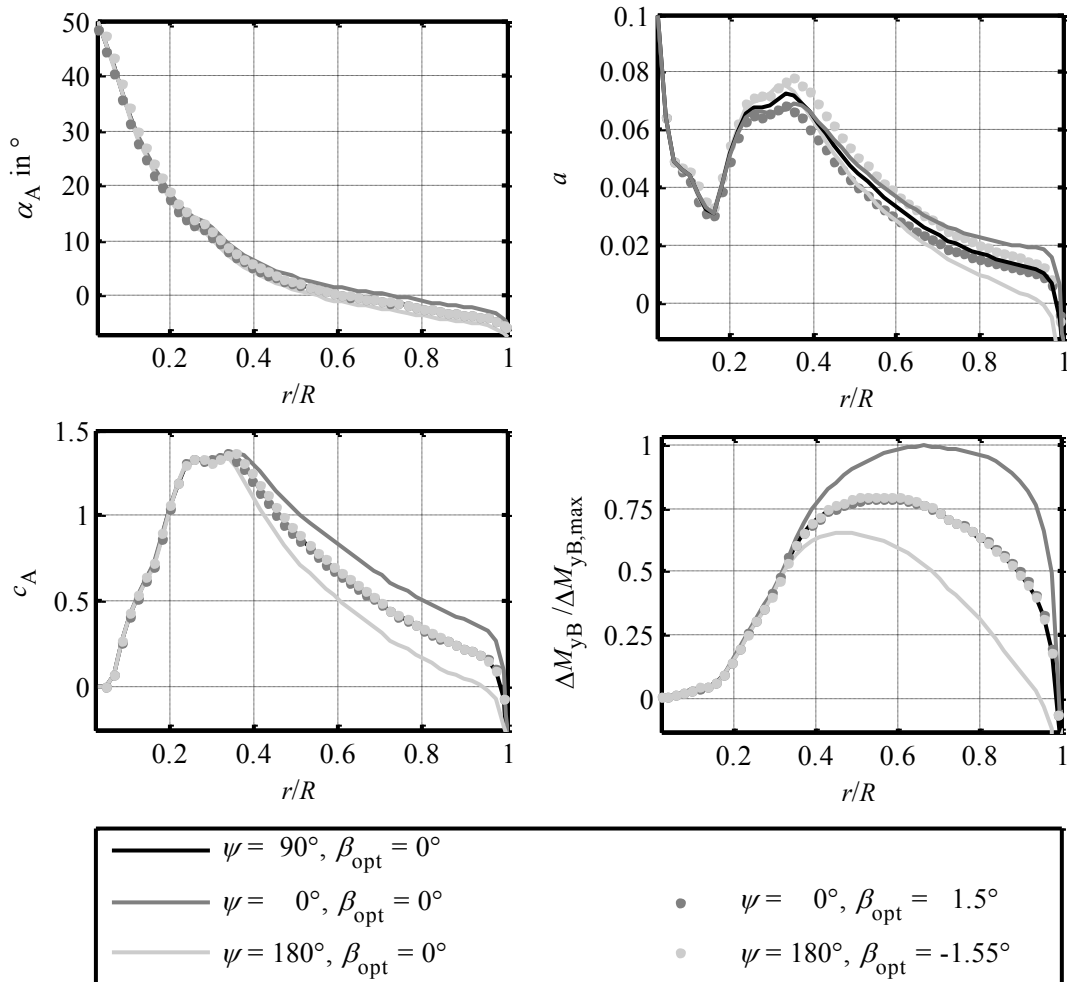 50
40
30
20
10
0
α_A in °
0.2 0.4 0.6 0.8 1
r/R
0.1
0.08
0.06
0.04
0.02
0
a
0.2 0.4 0.6 0.8 1
r/R
1.5
1
0.5
0
c_A
0.2 0.4 0.6 0.8 1
r/R
1
0.75
0.5
0.25
0
ΔM_yB /ΔM_yB,max
0.2 0.4 0.6 0.8 1
r/R
ψ = 90°, β_opt = 0°
ψ = 0°, β_opt = 0°
ψ = 180°, β_opt = 0°
ψ = 0°, β_opt = 1.5°
ψ = 180°, β_opt = -1.55°